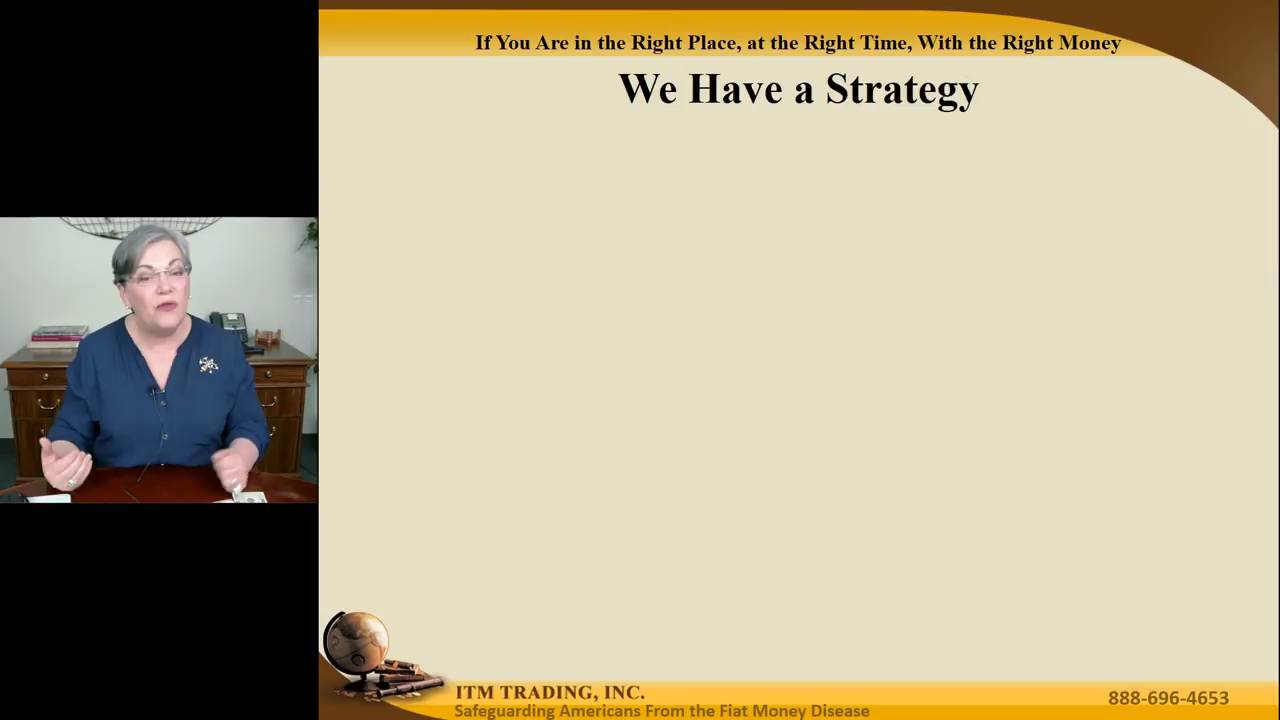 If You Are in the Right Place, at the Right Time, With the Right Money
We Have a Strategy
ITM TRADING, INC.
Safeguarding Americans From the Fiat Money Disease
888-696-4653